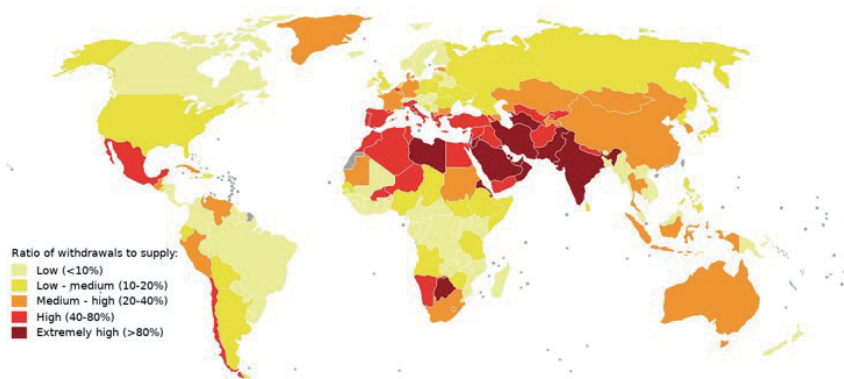 Ratio of withdrawals to supply:
Low (<10%)
Low - medium (10-20%)
Medium - high (20-40%)
High (40-80%)
Extremely high (>80%)